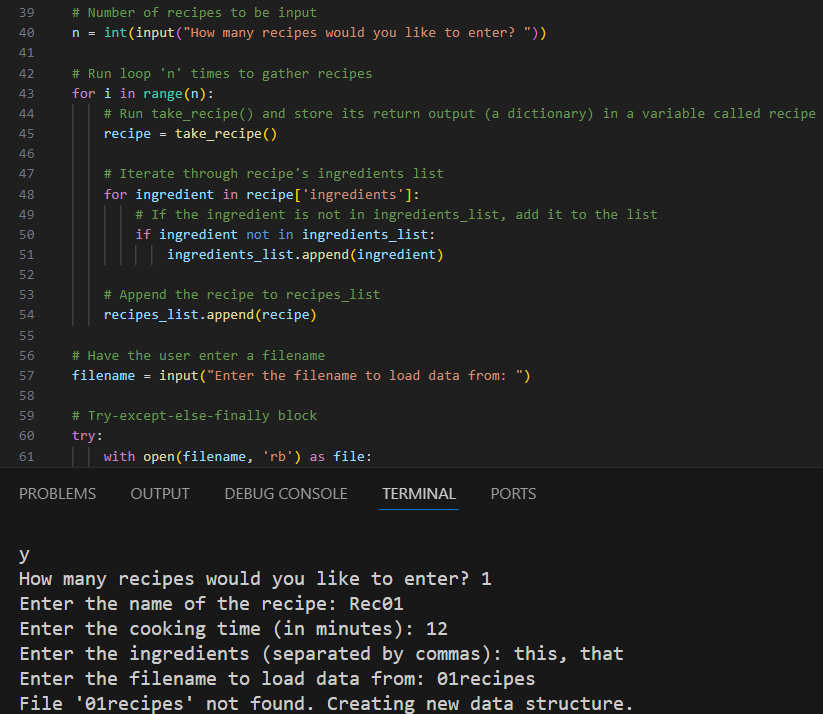 39 # Number of recipes to be input
40 n = int(input("How many recipes would you like to enter? "))
41
42 # Run loop 'n' times to gather recipes
43 for i in range(n):
44     # Run take_recipe() and store its return output (a dictionary) in a variable called recipe
45     recipe = take_recipe()
46
47     # Iterate through recipe's ingredients list
48     for ingredient in recipe['ingredients']:
49         # If the ingredient is not in ingredients_list, add it to the list
50         if ingredient not in ingredients_list:
51             ingredients_list.append(ingredient)
52
53     # Append the recipe to recipes_list
54     recipes_list.append(recipe)
55
56 # Have the user enter a filename
57 filename = input("Enter the filename to load data from: ")
58
59 # Try-except-else-finally block
60 try:
61     with open(filename, 'rb') as file:
PROBLEMS OUTPUT DEBUG CONSOLE TERMINAL PORTS
y
How many recipes would you like to enter? 1
Enter the name of the recipe: Rec01
Enter the cooking time (in minutes): 12
Enter the ingredients (separated by commas): this, that
Enter the filename to load data from: 01recipes
File '01recipes' not found. Creating new data structure.